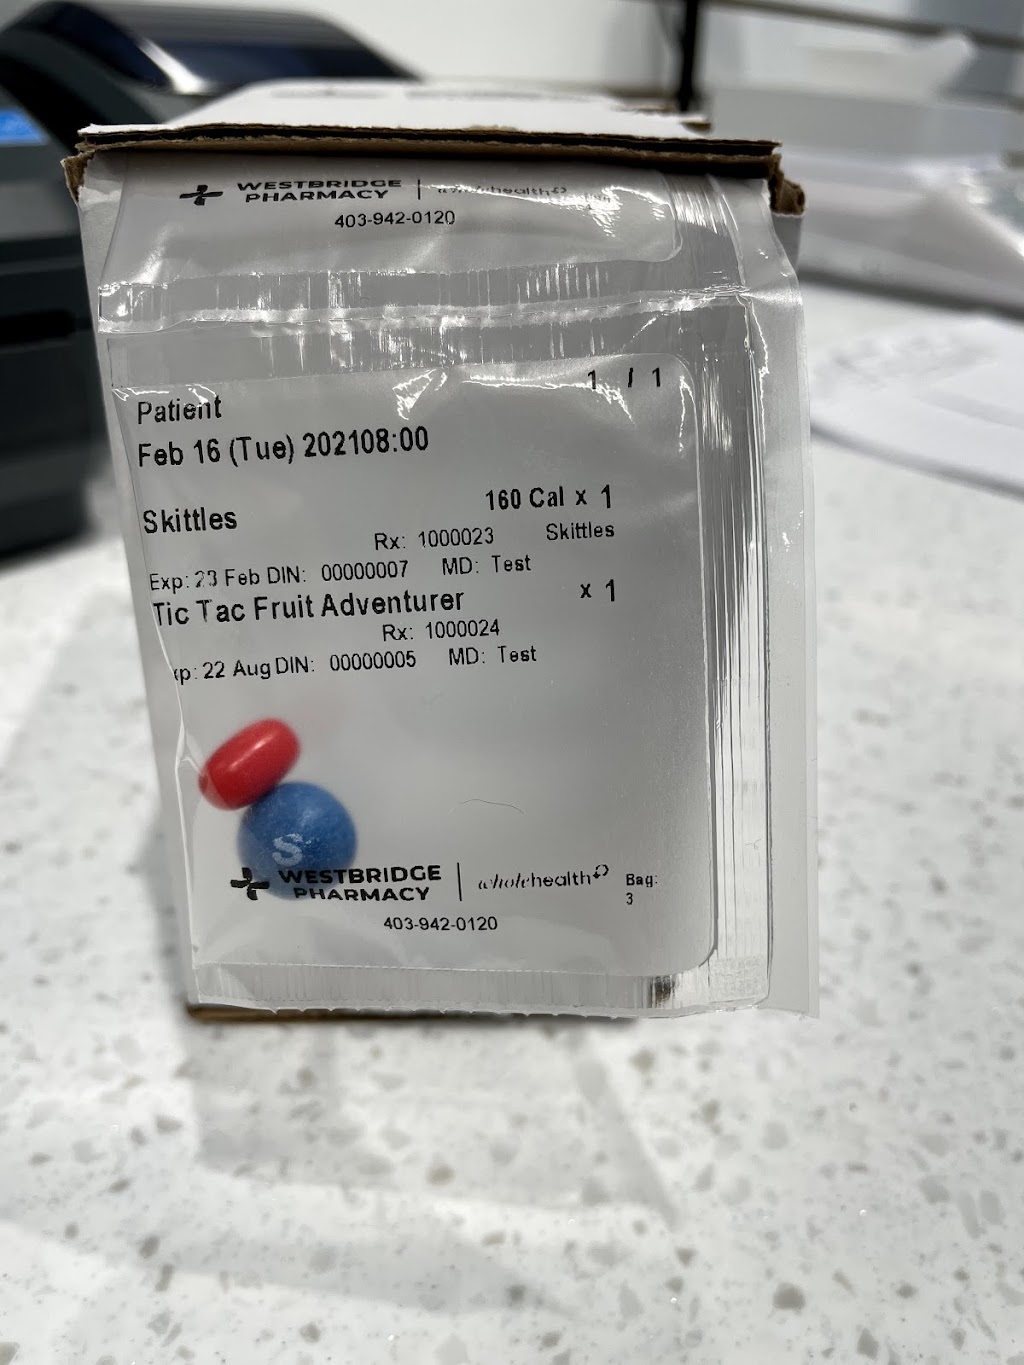 WESTBRIDGE
PHARMACY
wholehealth
403-942-0120
1 / 1
Patient
Feb 16 (Tue) 202108:00
Skittles 160 Cal x 1
Rx: 1000023 Skittles
Exp: 23 Feb DIN: 00000007 MD: Test
Tic Tac Fruit Adventurer x 1
Rx: 1000024
xp: 22 Aug DIN: 00000005 MD: Test
S
WESTBRIDGE
PHARMACY
wholehealth
Bag:
3
403-942-0120